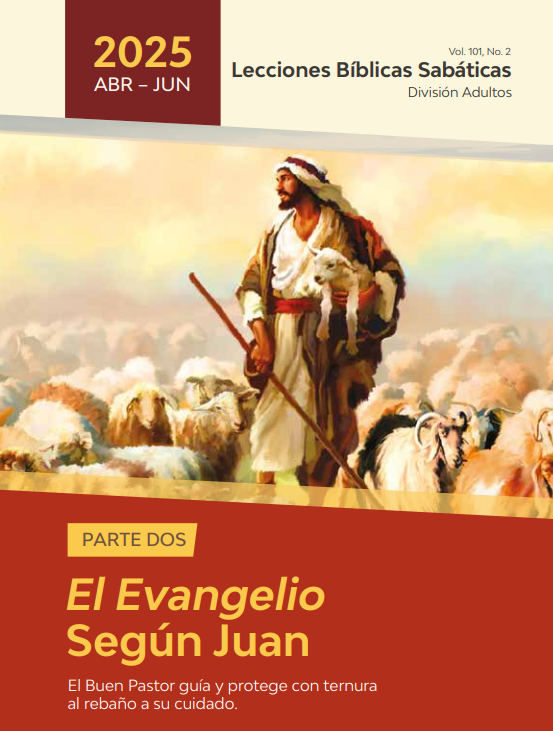 2025
ABR – JUN
Vol. 101, No. 2
Lecciones Bíblicas Sabáticas
División Adultos
PARTE DOS
El Evangelio
Según Juan
El Buen Pastor guía y protege con ternura
al rebaño a su cuidado.